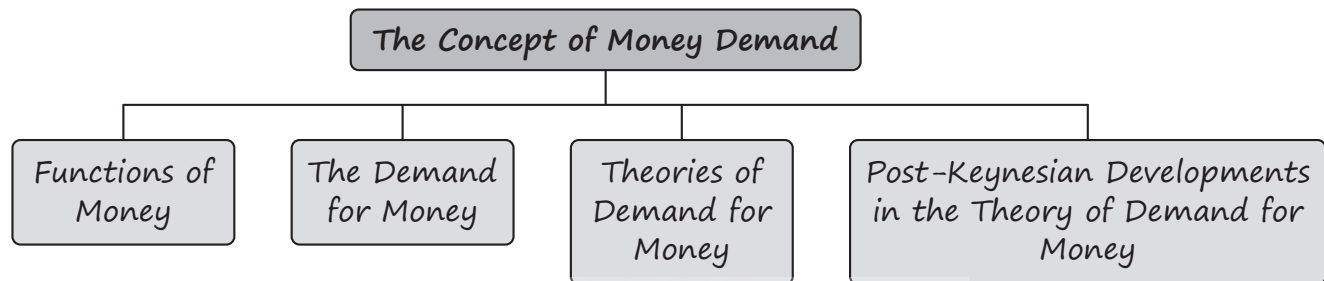 The Concept of Money Demand
Functions of
Money
The Demand
for Money
Theories of
Demand for
Money
Post-Keynesian Developments
in the Theory of Demand for
Money